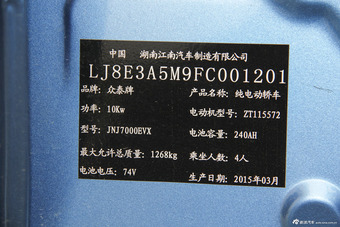 中国 湖南江南汽车制造有限公司
LJ8E3A5M9FC001201
品牌：众泰牌 产品名称：纯电动轿车
功率：10Kw 电动机型号：ZT115572
型号：JNJ7000EVX 电池容量：240AH
最大允许总质量：1268kg 乘坐人数：4人
电池电压：74V 生产日期：2015年03月